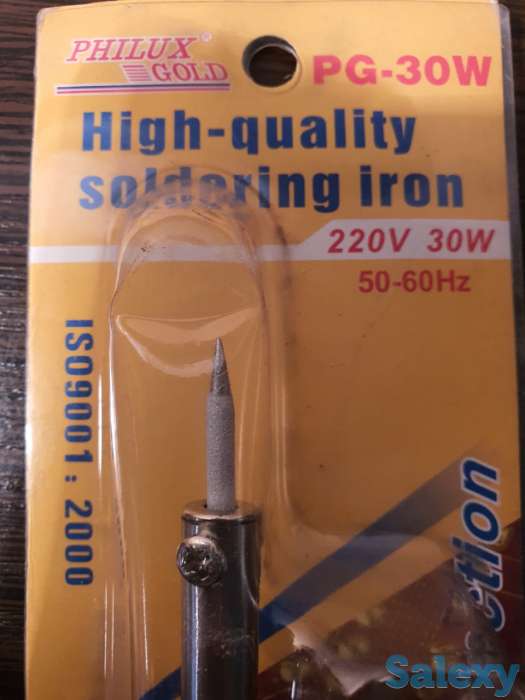 PHILUX®
GOLD
PG-30W
High-quality
soldering iron
220V 30W
50-60Hz
ISO9001:2000
Salexy